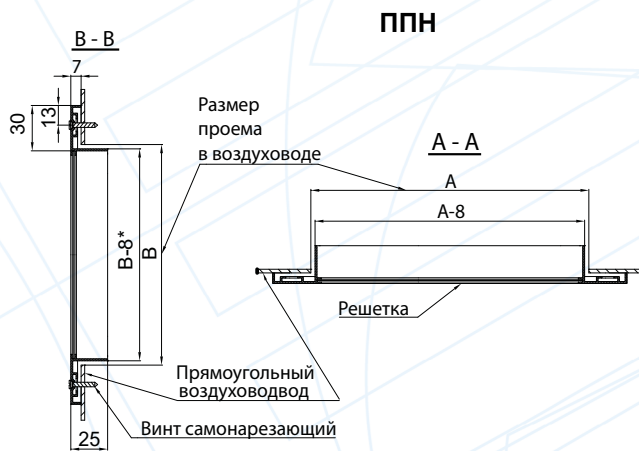 ППН
В - В
7
13
30
В-8*
В
25
Размер
проема
в воздуховоде
А - А
А
А-8
Решетка
Прямоугольный
воздуховодвод
Винт самонарезающий